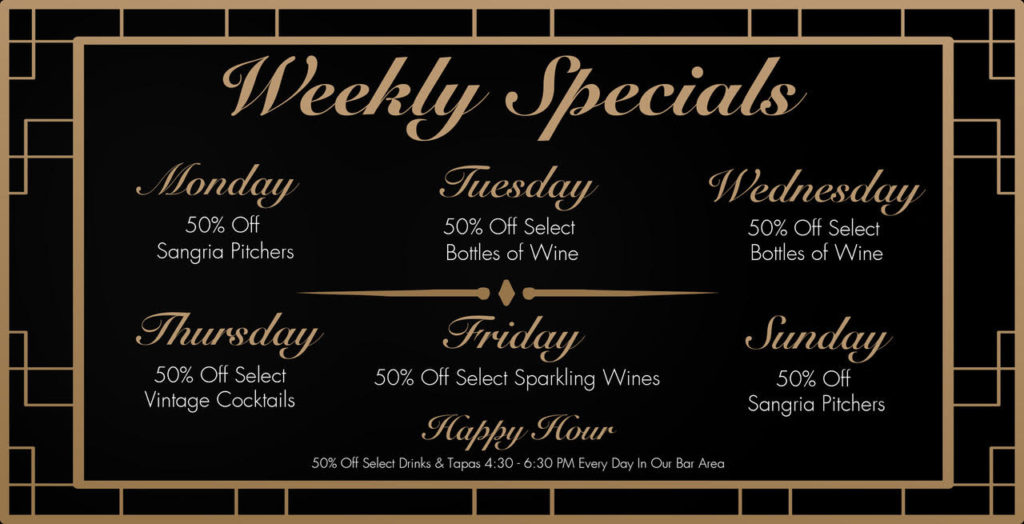 Weekly Specials
Monday
50% Off
Sangria Pitchers
Tuesday
50% Off Select
Bottles of Wine
Wednesday
50% Off Select
Bottles of Wine
Thursday
50% Off Select
Vintage Cocktails
Friday
50% Off Select Sparkling Wines
Sunday
50% Off
Sangria Pitchers
Happy Hour
50% Off Select Drinks & Tapas 4:30 - 6:30 PM Every Day In Our Bar Area